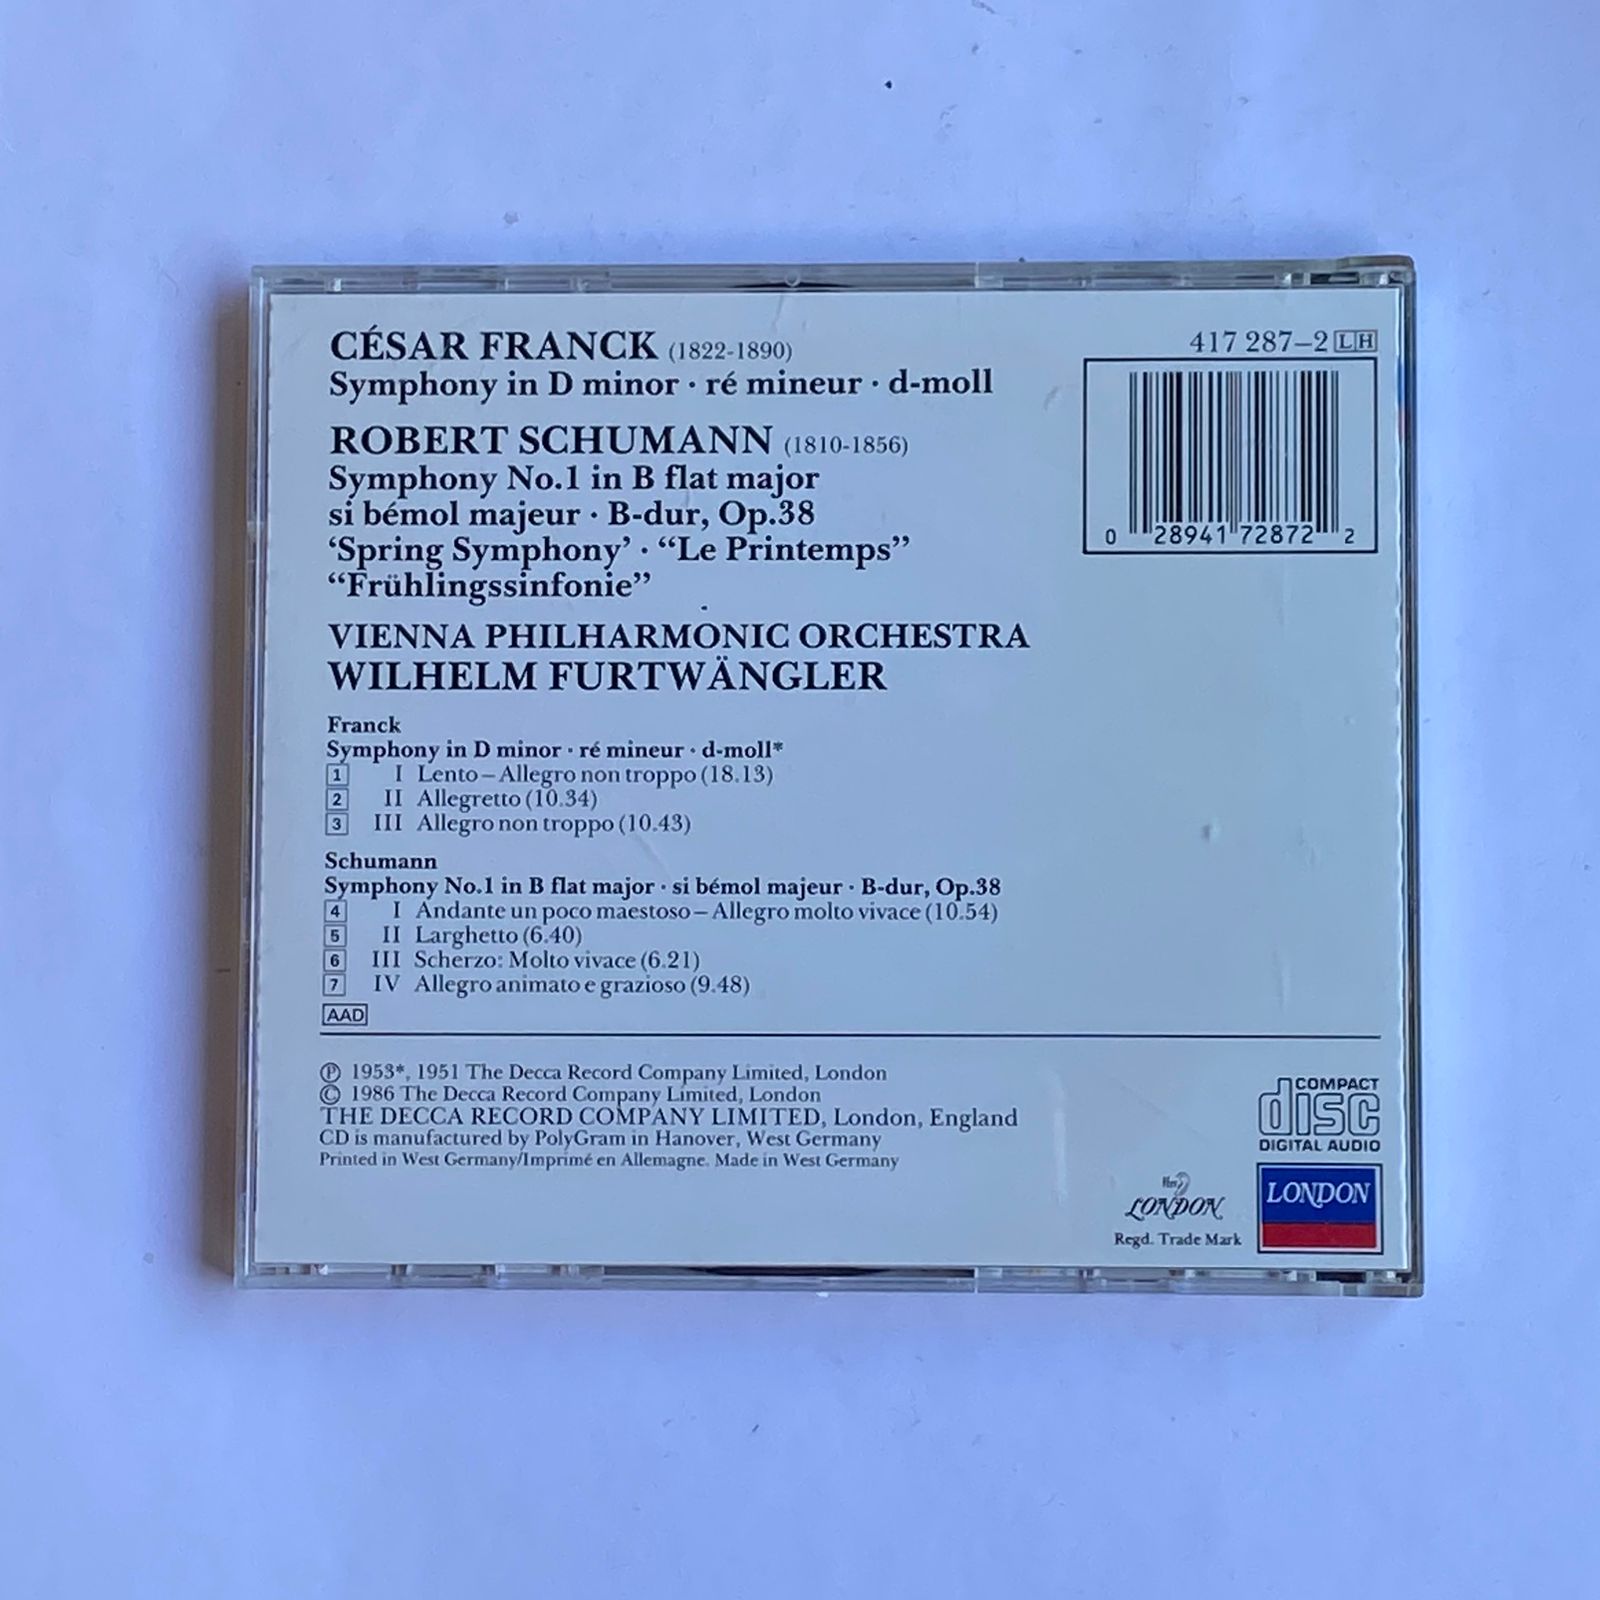 CÉSAR FRANCK (1822-1890)
Symphony in D minor · ré mineur · d-moll
417 287-2 LH
ROBERT SCHUMANN (1810-1856)
Symphony No.1 in B flat major
si bémol majeur · B-dur, Op.38
‘Spring Symphony’ · “Le Printemps”
“Frühlingssinfonie”
0 28941 72872 2
VIENNA PHILHARMONIC ORCHESTRA
WILHELM FURTWÄNGLER
Franck
Symphony in D minor · ré mineur · d-moll*
1 I Lento – Allegro non troppo (18.13)
2 II Allegretto (10.34)
3 III Allegro non troppo (10.43)
Schumann
Symphony No.1 in B flat major · si bémol majeur · B-dur, Op.38
4 I Andante un poco maestoso – Allegro molto vivace (10.54)
5 II Larghetto (6.40)
6 III Scherzo: Molto vivace (6.21)
7 IV Allegro animato e grazioso (9.48)
AAD
Ⓟ 1953*, 1951 The Decca Record Company Limited, London
© 1986 The Decca Record Company Limited, London
THE DECCA RECORD COMPANY LIMITED, London, England
CD is manufactured by PolyGram in Hanover, West Germany
Printed in West Germany/Imprimé en Allemagne. Made in West Germany
COMPACT
disc
DIGITAL AUDIO
LONDON
Regd. Trade Mark
LONDON